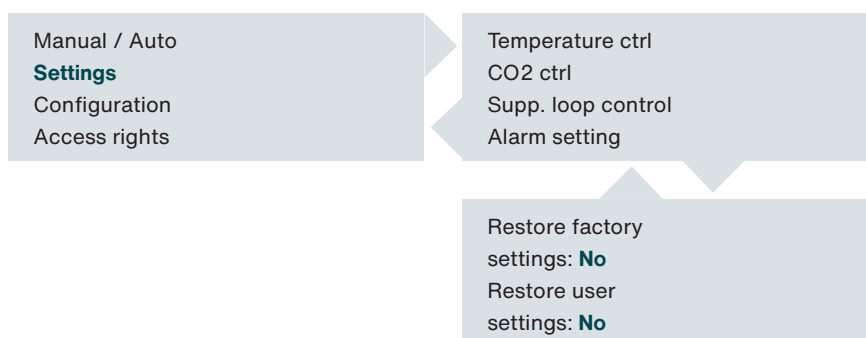 Manual / Auto
Settings
Configuration
Access rights
Temperature ctrl
CO2 ctrl
Supp. loop control
Alarm setting
Restore factory
settings: No
Restore user
settings: No